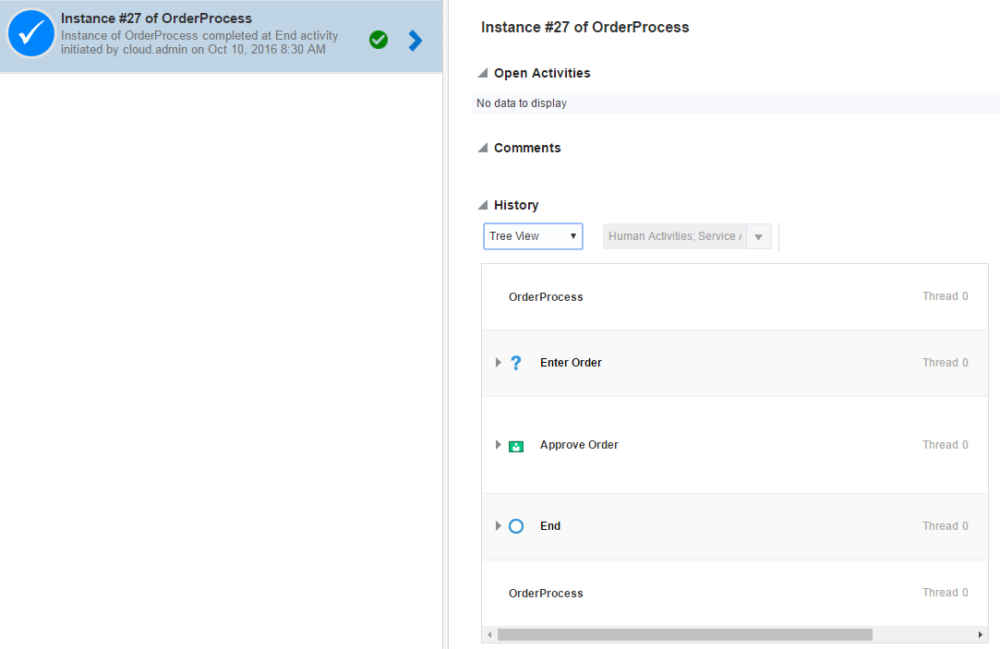 Instance #27 of OrderProcess
Instance of OrderProcess completed at End activity
initiated by cloud.admin on Oct 10, 2016 8:30 AM
Instance #27 of OrderProcess
Open Activities
No data to display
Comments
History
Tree View
Human Activities; Service
OrderProcess Thread 0
? Enter Order Thread 0
Approve Order Thread 0
End Thread 0
OrderProcess Thread 0